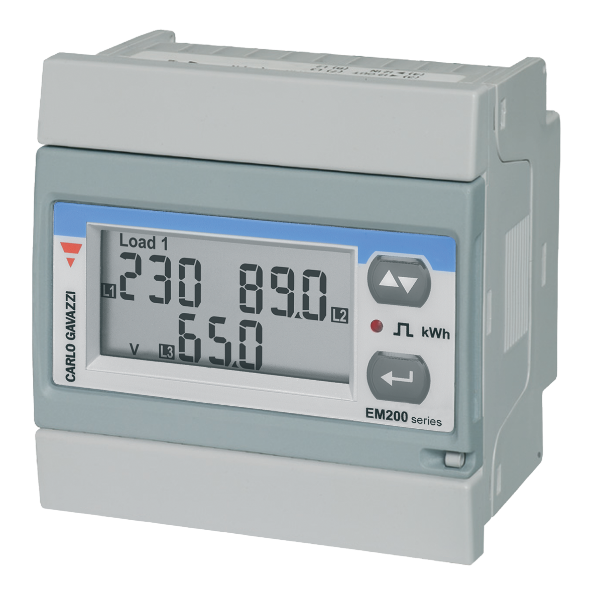 Load 1
L1 230 89.0 L2
V L3 65.0
CARLO GAVAZZI
kWh
EM200 series